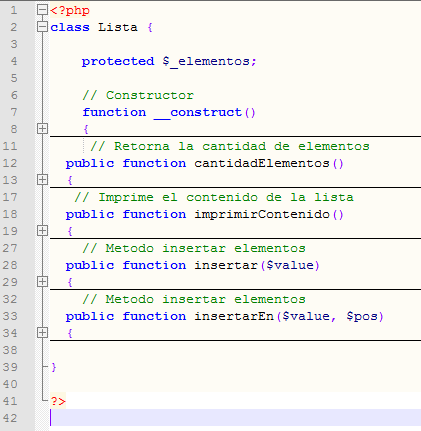 1 <?php
2 class Lista {
3
4 protected $_elementos;
5
6 // Constructor
7 function __construct()
8 {
11 // Retorna la cantidad de elementos
12 public function cantidadElementos()
13 {
17 // Imprime el contenido de la lista
18 public function imprimirContenido()
19 {
27 // Metodo insertar elementos
28 public function insertar($value)
29 {
32 // Metodo insertar elementos
33 public function insertarEn($value, $pos)
34 {
38
39 }
40
41 ?>
42